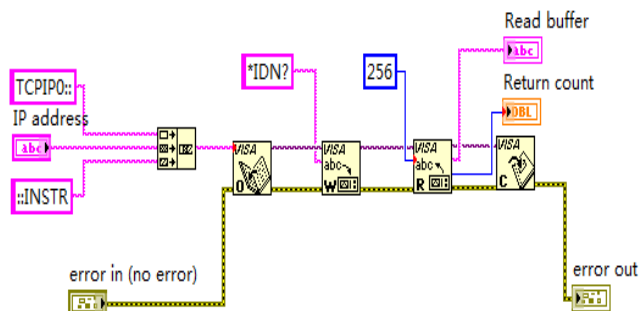 Read buffer
abc
TCPIP0::
*IDN?
256
Return count
DBL
IP address
abc
VISA
O
VISA
abc
W
VISA
abc
R
VISA
C
::INSTR
error in (no error)
error out